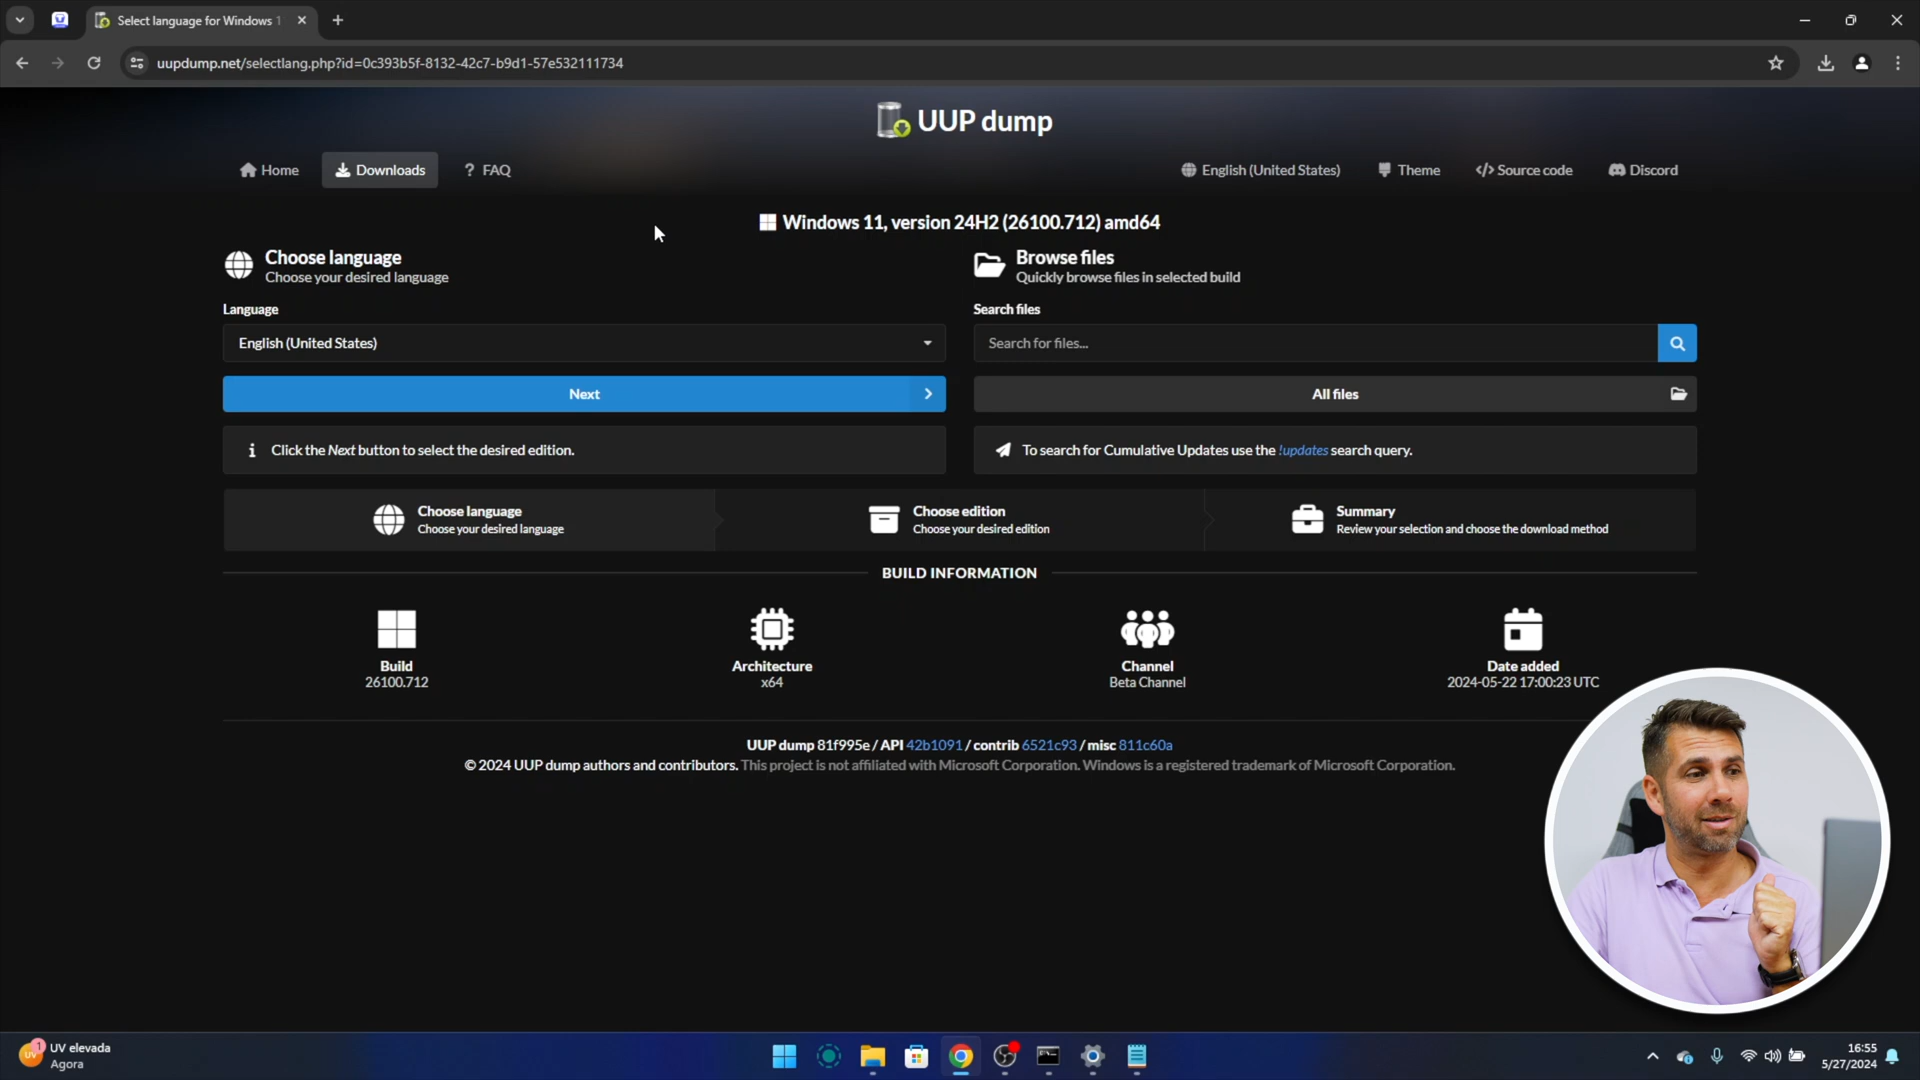 Select language for Windows 1
uupdump.net/selectlang.php?id=0c393b5f-8132-42c7-b9d1-57e532111734
UUP dump
Home
Downloads
? FAQ
English (United States)
Theme
</> Source code
Discord
Windows 11, version 24H2 (26100.712) amd64
Choose language
Choose your desired language
Browse files
Quickly browse files in selected build
Language
Search files
English (United States)
Search for files...
Next
All files
Click the Next button to select the desired edition.
To search for Cumulative Updates use the !updates search query.
Choose language
Choose your desired language
Choose edition
Choose your desired edition
Summary
Review your selection and choose the download method
BUILD INFORMATION
Build
26100.712
Architecture
x64
Channel
Beta Channel
Date added
2024-05-22 17:00:23 UTC
UUP dump 81f995e / API 42b1091 / contrib 6521c93 / misc 811c60a
© 2024 UUP dump authors and contributors. This project is not affiliated with Microsoft Corporation. Windows is a registered trademark of Microsoft Corporation.
UV 1
UV elevada
Agora
16:55
5/27/2024